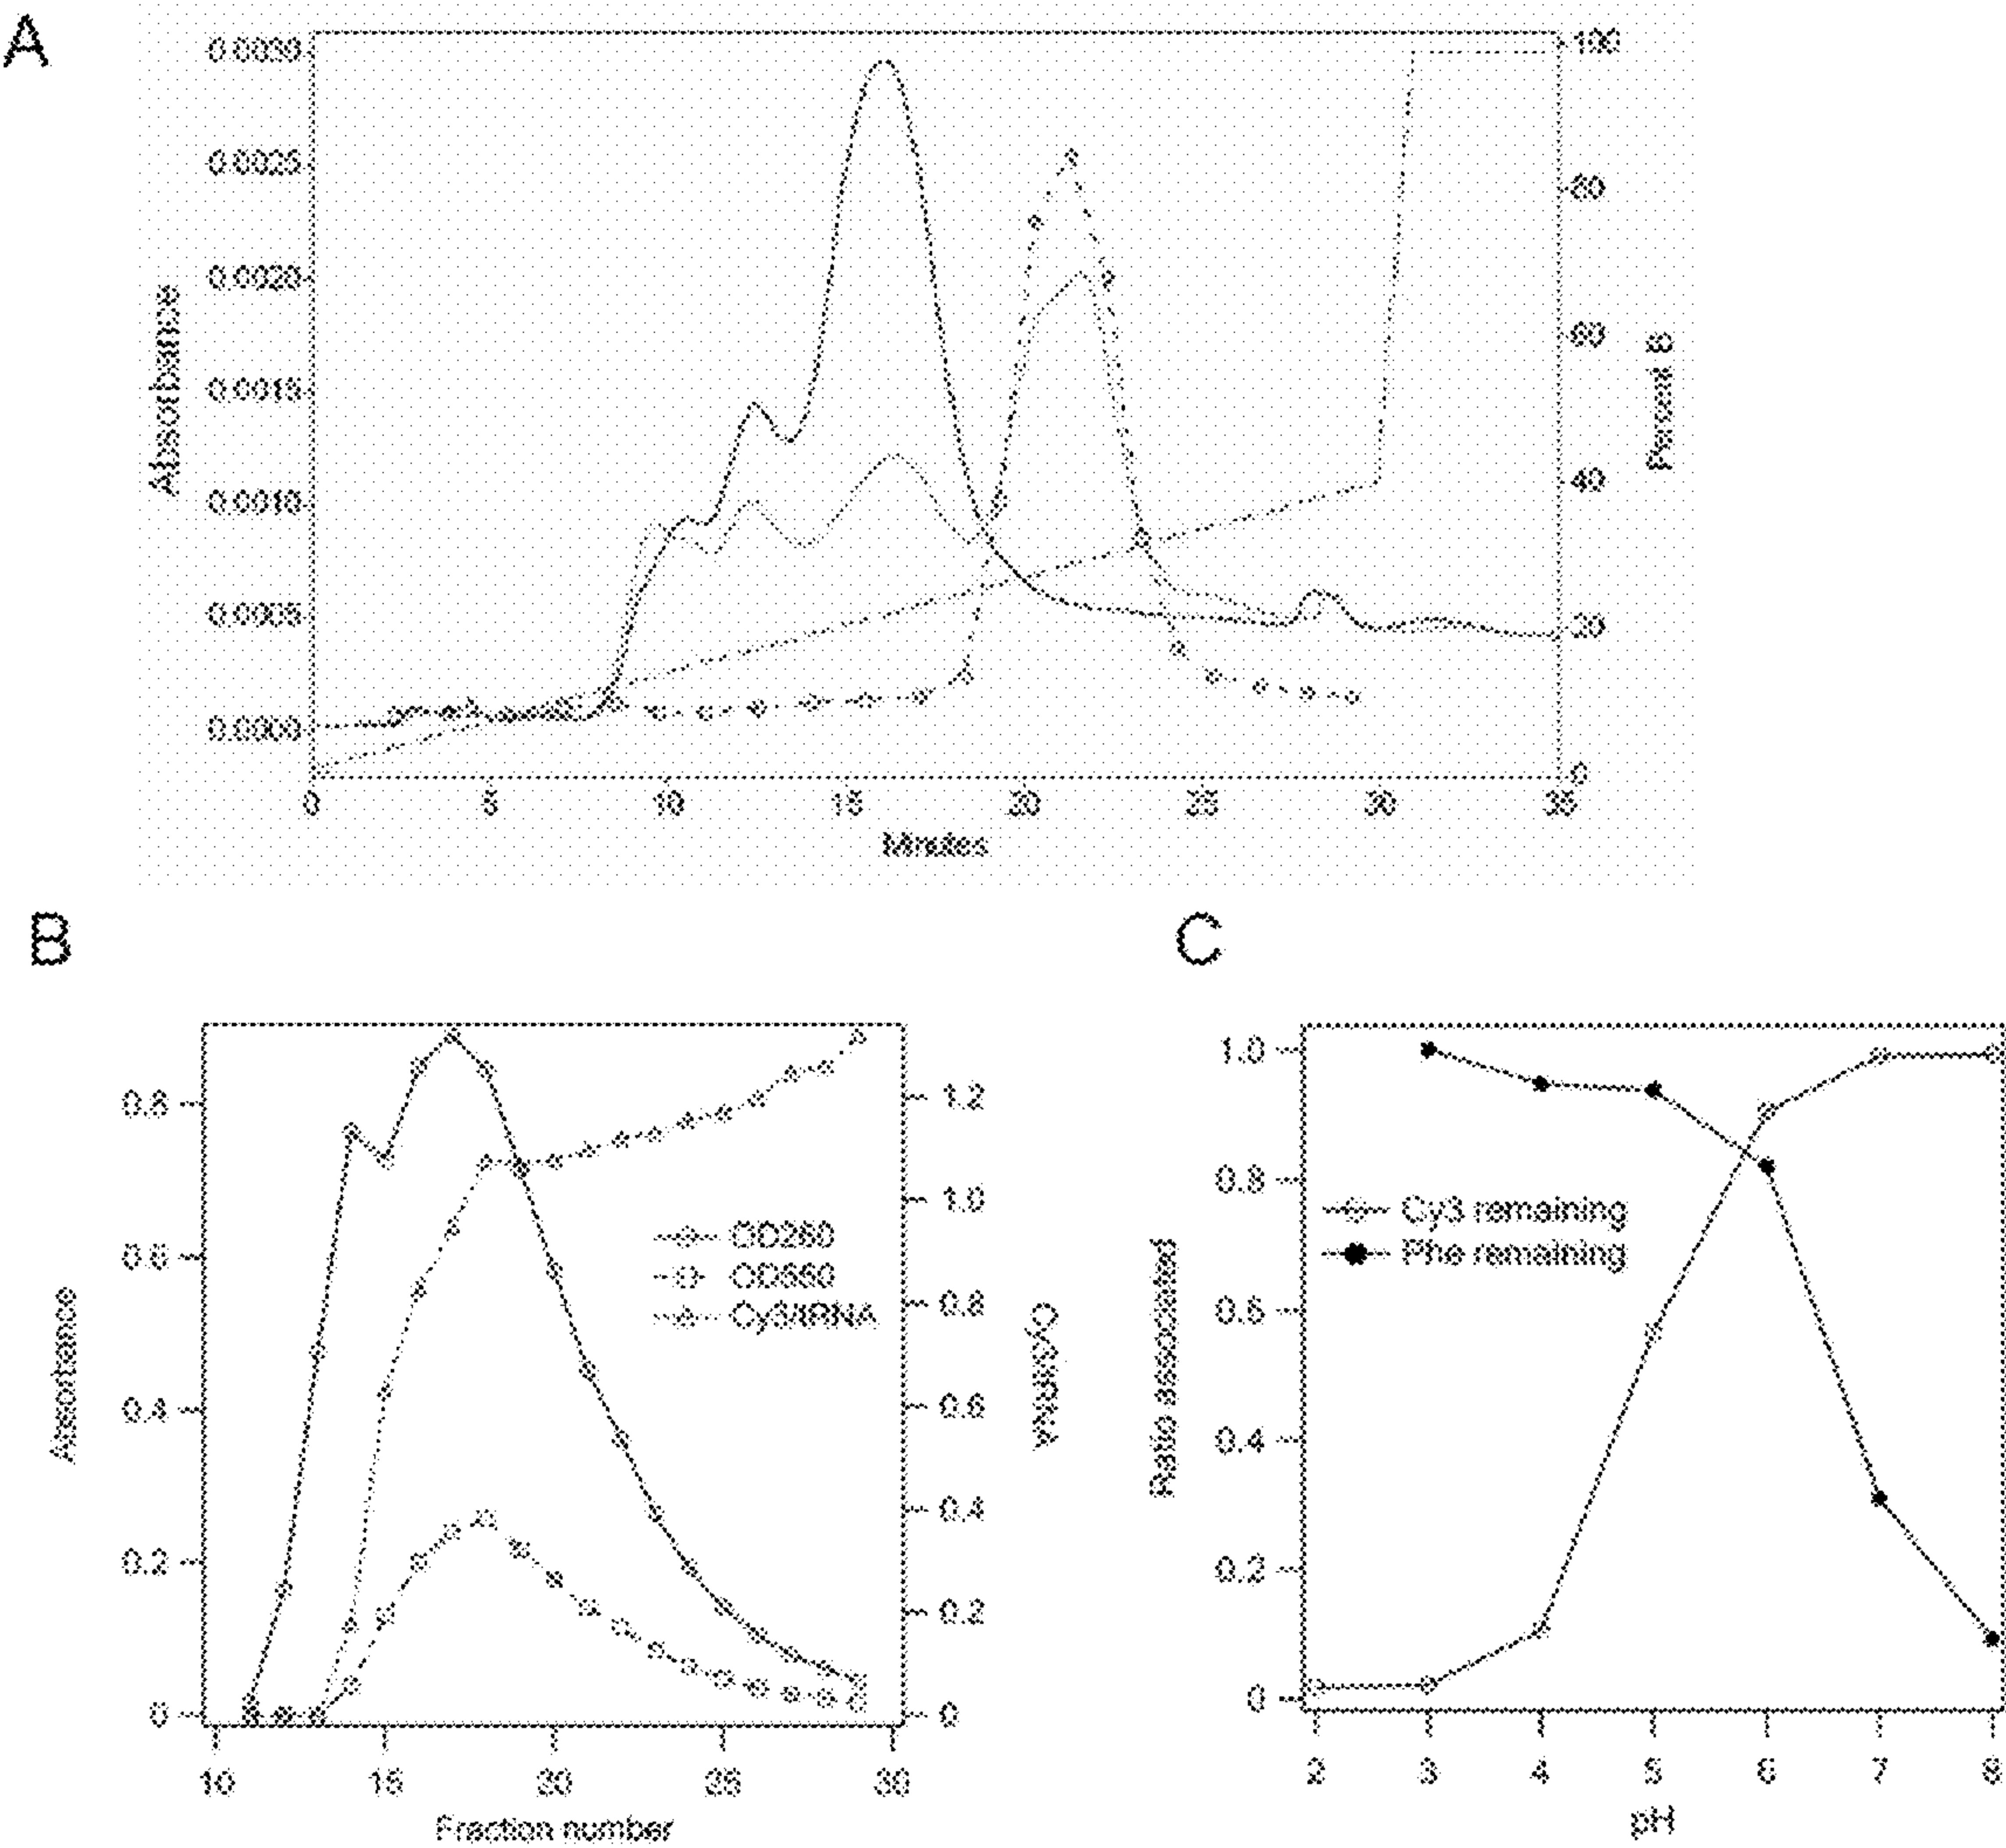 A
0.0030
0.0025
0.0020
0.0015
0.0010
0.0005
0.0000
Absorbance
100
80
60
40
20
0
Percent B
0 5 10 15 20 25 30 35
Minutes
B
0.8
0.6
0.4
0.2
0
Absorbance
1.2
1.0
0.8
0.6
0.4
0.2
0
Cy3/tRNA
OD260
OD550
Cy3/tRNA
10 15 20 25 30
Fraction number
C
1.0
0.8
0.6
0.4
0.2
0
Ratio associated
Cy3 remaining
Phe remaining
2 3 4 5 6 7 8
pH